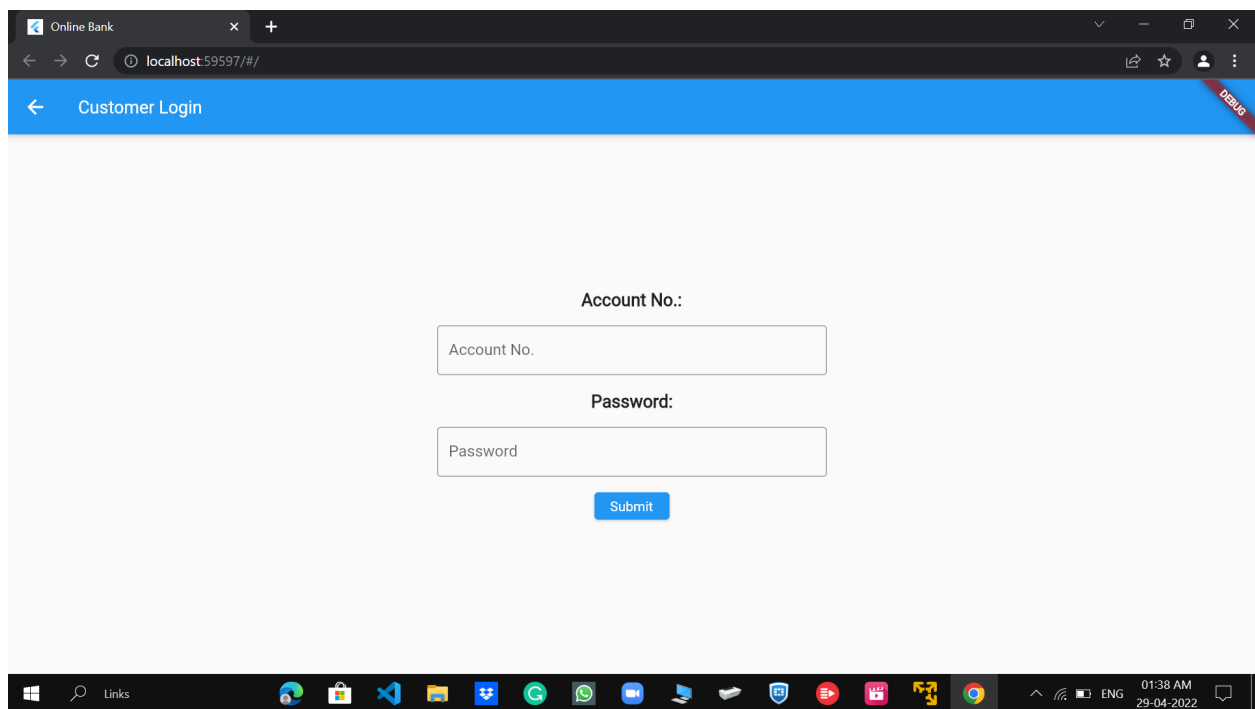 Online Bank
localhost:59597/#/
Customer Login
DEBUG
Account No.:
Account No.
Password:
Password
Submit
Links
ENG
01:38 AM
29-04-2022